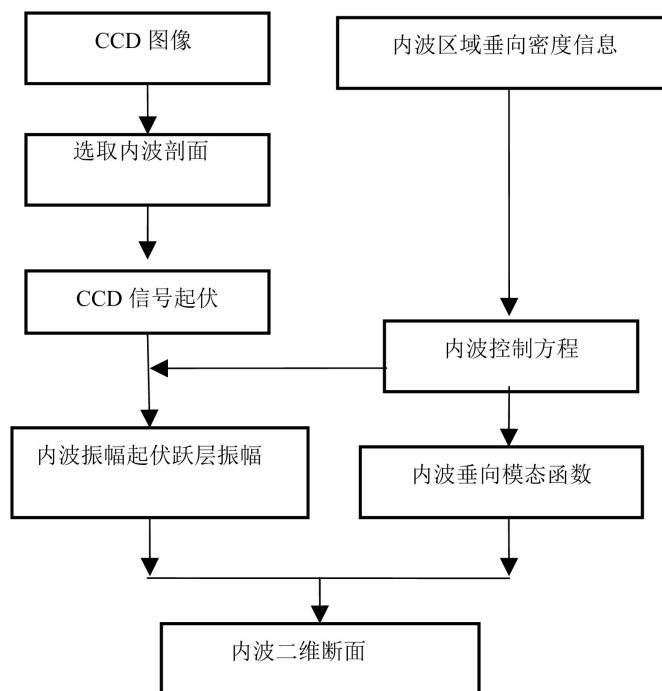 CCD 图像
内波区域垂向密度信息
选取内波剖面
CCD 信号起伏
内波控制方程
内波振幅起伏跃层振幅
内波垂向模态函数
内波二维断面